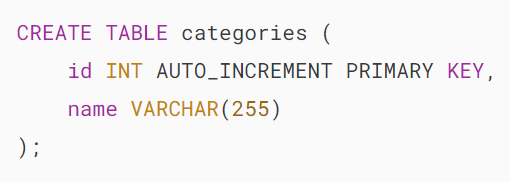 CREATE TABLE categories (
    id INT AUTO_INCREMENT PRIMARY KEY,
    name VARCHAR(255)
);